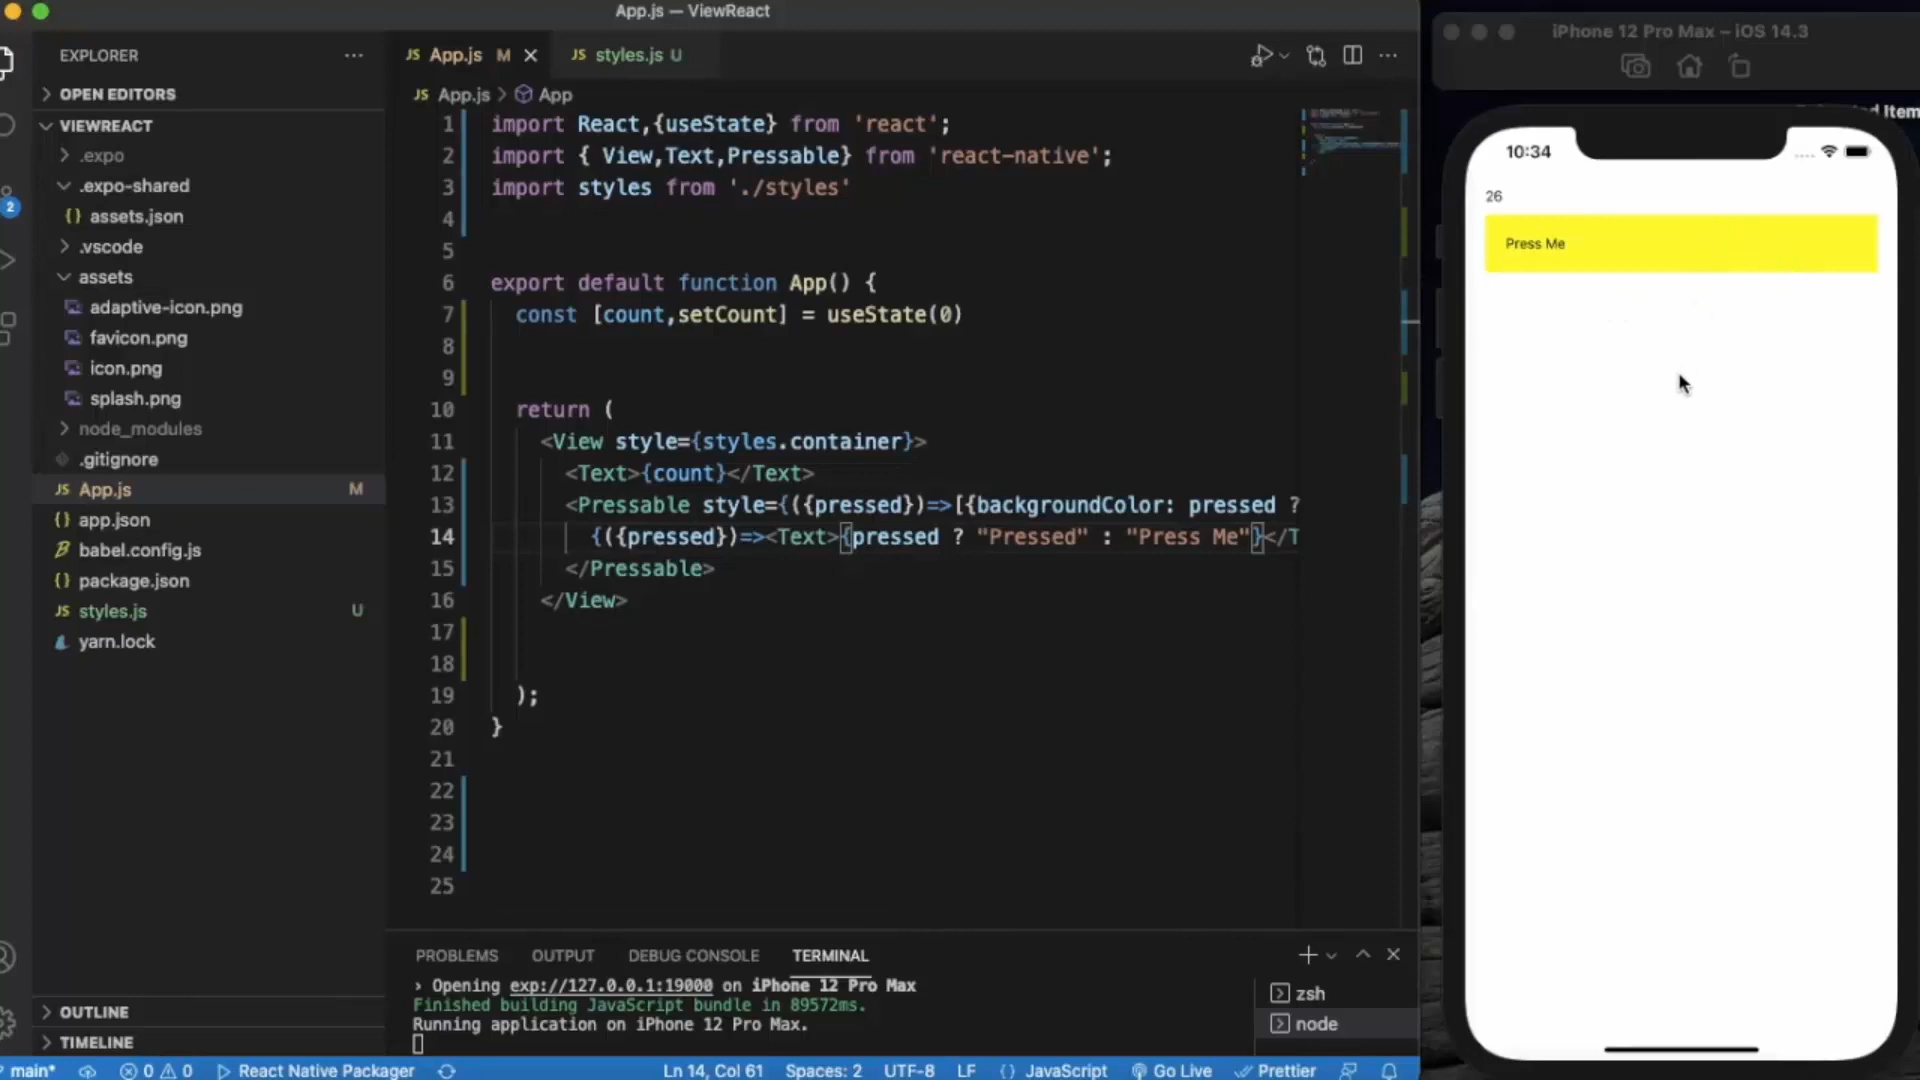 App.js — ViewReact
EXPLORER
OPEN EDITORS
VIEWREACT
.expo
.expo-shared
{} assets.json
.vscode
assets
adaptive-icon.png
favicon.png
icon.png
splash.png
node_modules
.gitignore
JS App.js M
{} app.json
babel.config.js
{} package.json
JS styles.js U
yarn.lock
OUTLINE
TIMELINE
2
JS App.js M
JS styles.js U
JS App.js > App
1 import React,{useState} from 'react';
2 import { View,Text,Pressable} from 'react-native';
3 import styles from './styles'
4
5
6 export default function App() {
7 const [count,setCount] = useState(0)
8
9
10 return (
11 <View style={styles.container}>
12 <Text>{count}</Text>
13 <Pressable style={({pressed})=>[{backgroundColor: pressed ?
14 {({pressed})=><Text>{pressed ? "Pressed" : "Press Me"}</T
15 </Pressable>
16 </View>
17
18
19 );
20 }
21
22
23
24
25
PROBLEMS OUTPUT DEBUG CONSOLE TERMINAL
› Opening exp://127.0.0.1:19000 on iPhone 12 Pro Max
Finished building JavaScript bundle in 89572ms.
Running application on iPhone 12 Pro Max.
zsh
node
main* 0 0 React Native Packager Ln 14, Col 61 Spaces: 2 UTF-8 LF {} JavaScript Go Live Prettier
iPhone 12 Pro Max – iOS 14.3
Item
10:34
26
Press Me